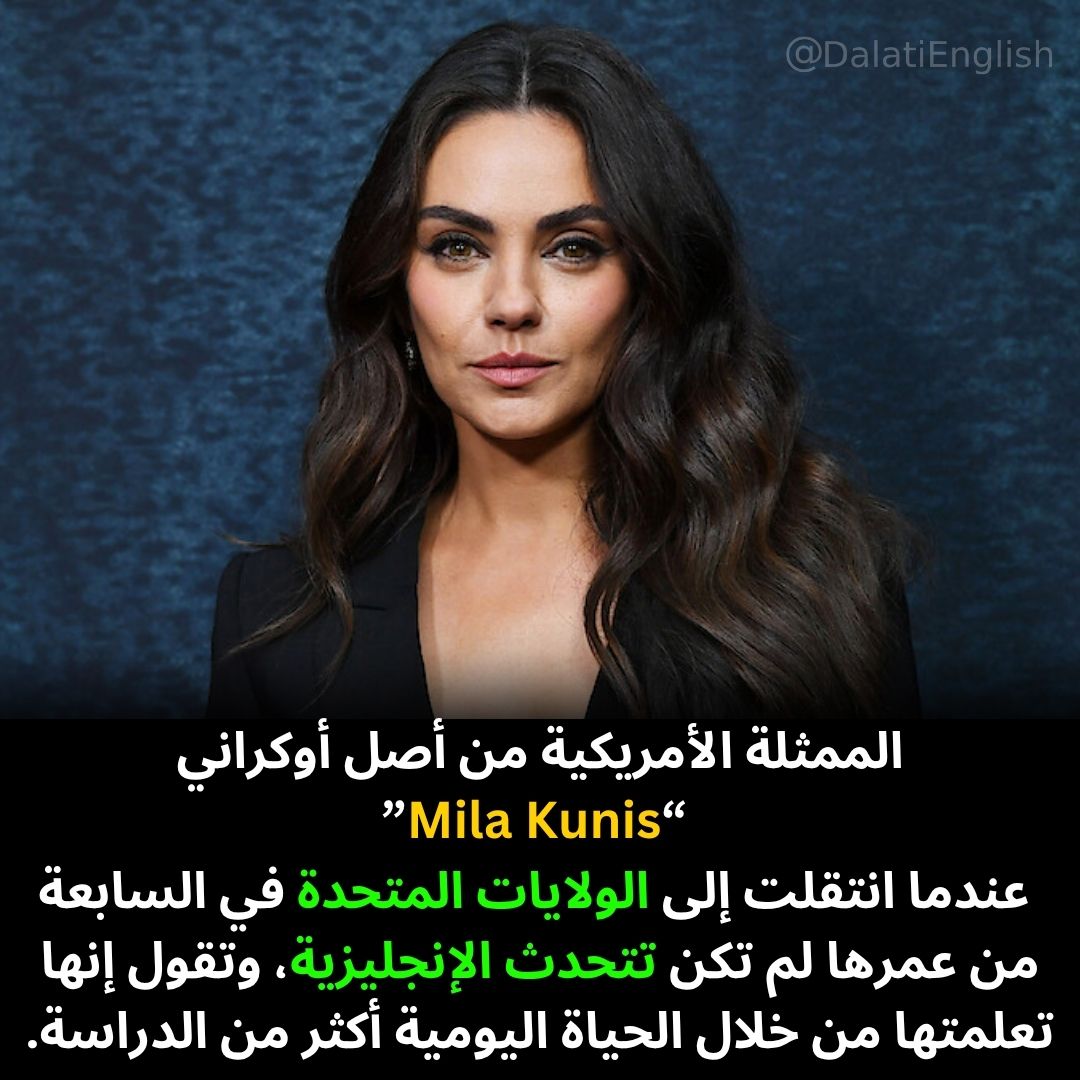 @DalatiEnglish
الممثلة الأمريكية من أصل أوكراني
“Mila Kunis”
عندما انتقلت إلى الولايات المتحدة في السابعة
من عمرها لم تكن تتحدث الإنجليزية، وتقول إنها
تعلمتها من خلال الحياة اليومية أكثر من الدراسة.